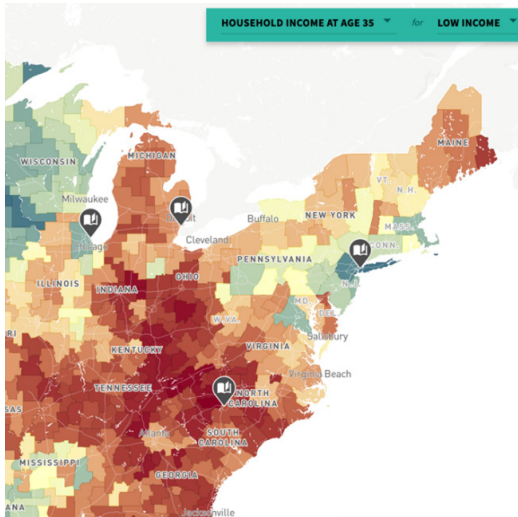 HOUSEHOLD INCOME AT AGE 35 for LOW INCOME
WISCONSIN
MICHIGAN
MAINE
Milwaukee
VT.
N.H.
Buffalo
NEW YORK
MASS.
Cleveland
CONN.
PENNSYLVANIA
ILLINOIS
INDIANA
OHIO
N.J.
MD.
DEL.
W.VA.
Salisbury
KENTUCKY
VIRGINIA
Virginia Beach
TENNESSEE
NORTH
CAROLINA
Atlanta
SOUTH
CAROLINA
MISSISSIPPI
GEORGIA
Jacksonville